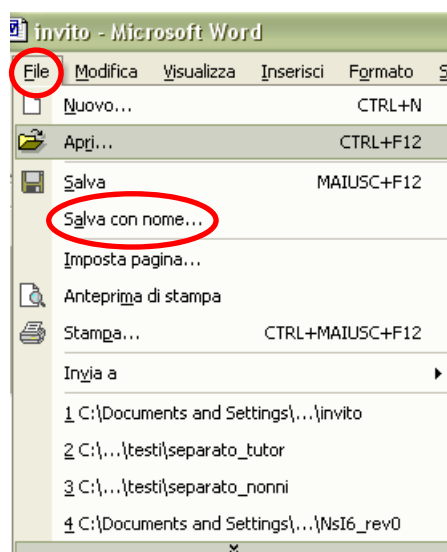 invito - Microsoft Word
File Modifica Visualizza Inserisci Formato S
Nuovo... CTRL+N
Apri... CTRL+F12
Salva MAIUSC+F12
Salva con nome...
Imposta pagina...
Anteprima di stampa
Stampa... CTRL+MAIUSC+F12
Invia a
1 C:\Documents and Settings\...\invito
2 C:\...\testi\separato_tutor
3 C:\...\testi\separato_nonni
4 C:\Documents and Settings\...\NsI6_rev0